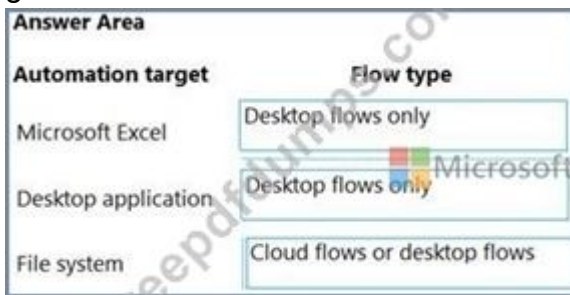 Answer Area
Automation target Flow type
Microsoft Excel Desktop flows only
Microsoft
Desktop application Desktop flows only
File system Cloud flows or desktop flows